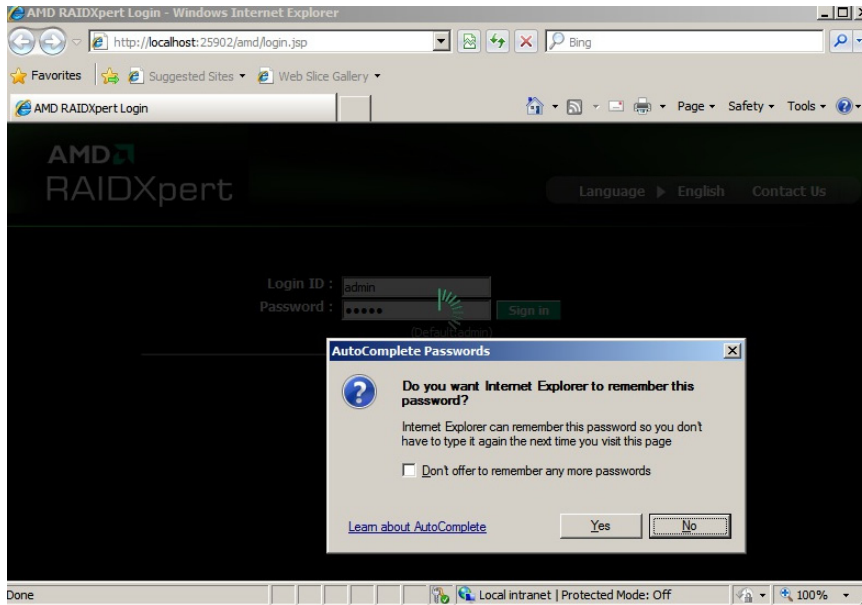 AMD RAIDXpert Login - Windows Internet Explorer
http://localhost:25902/amd/login.jsp
Bing
Favorites Suggested Sites Web Slice Gallery
AMD RAIDXpert Login
Page Safety Tools
AMD
RAIDXpert
Language English Contact Us
Login ID : admin
Password : ●●●●● Sign in
(Default:admin)
AutoComplete Passwords
Do you want Internet Explorer to remember this
password?
Internet Explorer can remember this password so you don't
have to type it again the next time you visit this page
Don't offer to remember any more passwords
Learn about AutoComplete Yes No
Done Local intranet | Protected Mode: Off 100%